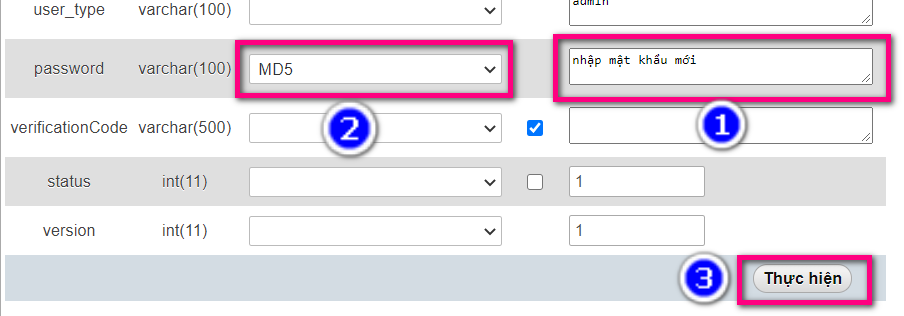 user_type varchar(100) admin
password varchar(100) MD5 nhập mật khẩu mới
verificationCode varchar(500) 2 1
status int(11) 1
version int(11) 1
3 Thực hiện